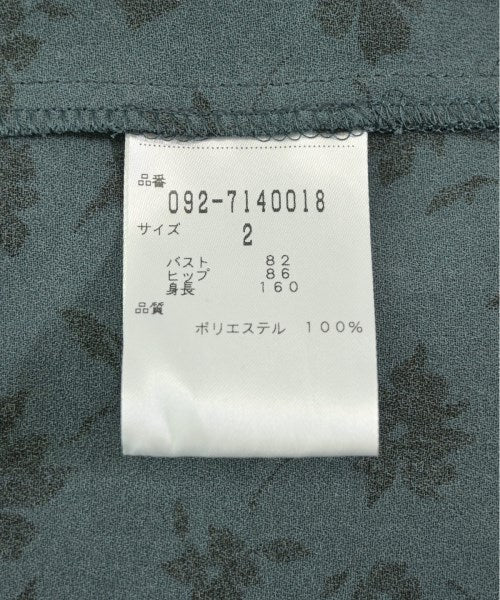 品番
092-7140018
サイズ 2
バスト 82
ヒップ 86
身長 160
品質
ポリエステル 100%